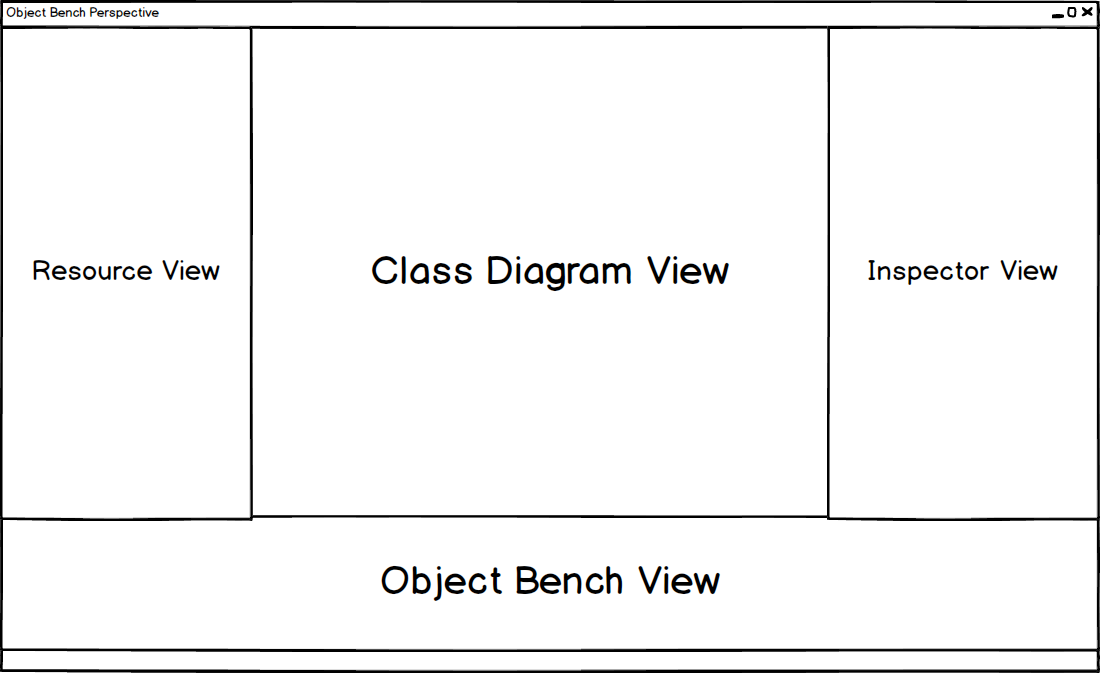 Object Bench Perspective
Resource View
Class Diagram View
Inspector View
Object Bench View